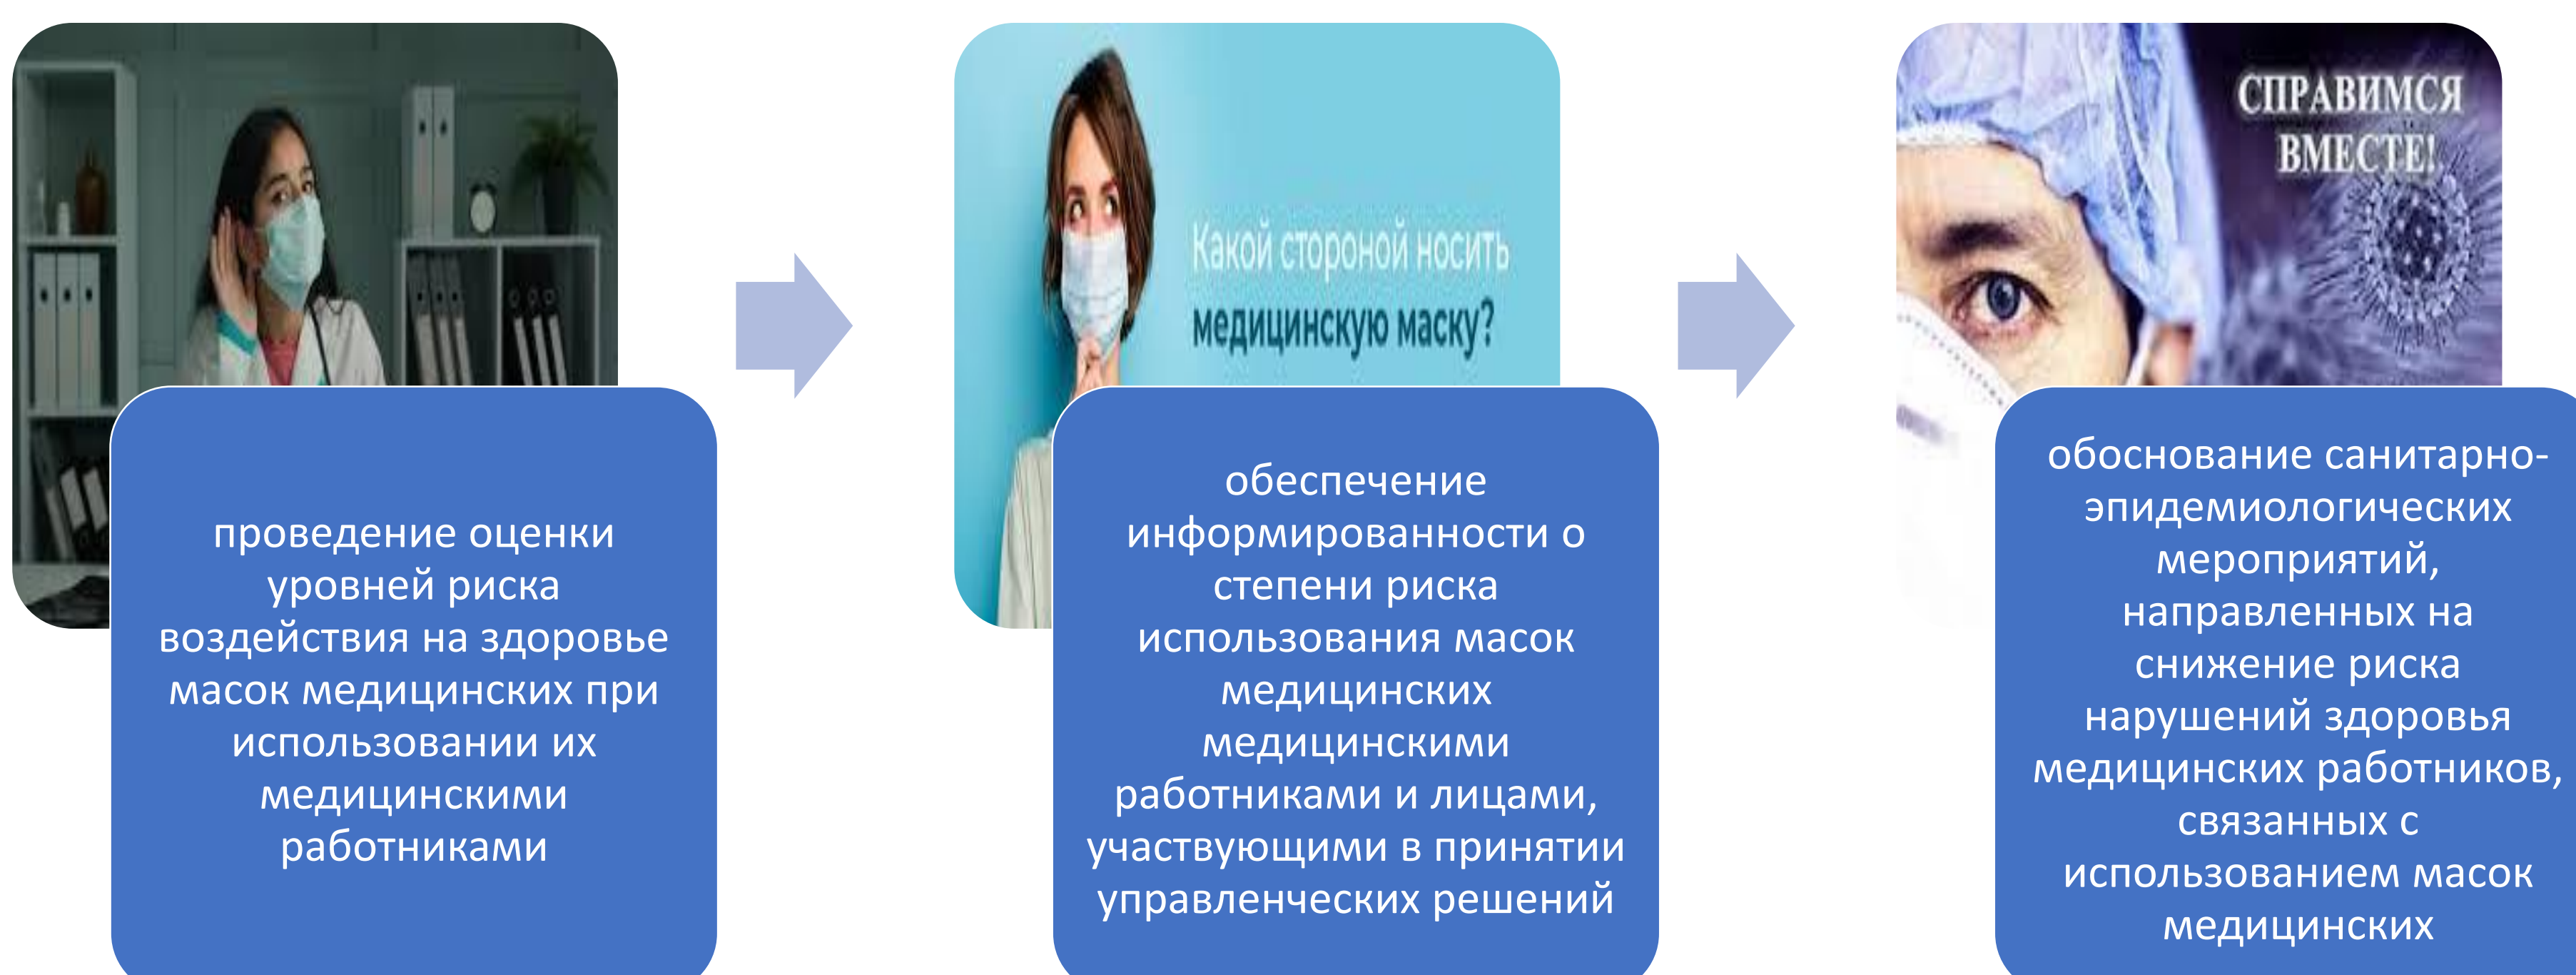 проведение оценки
уровней риска
воздействия на здоровье
масок медицинских при
использовании их
медицинскими
работниками
Какой стороной носить
медицинскую маску?
обеспечение
информированности о
степени риска
использования масок
медицинских
медицинскими
работниками и лицами,
участвующими в принятии
управленческих решений
СПРАВИМСЯ
ВМЕСТЕ!
обоснование санитарно-
эпидемиологических
мероприятий,
направленных на
снижение риска
нарушений здоровья
медицинских работников,
связанных с
использованием масок
медицинских